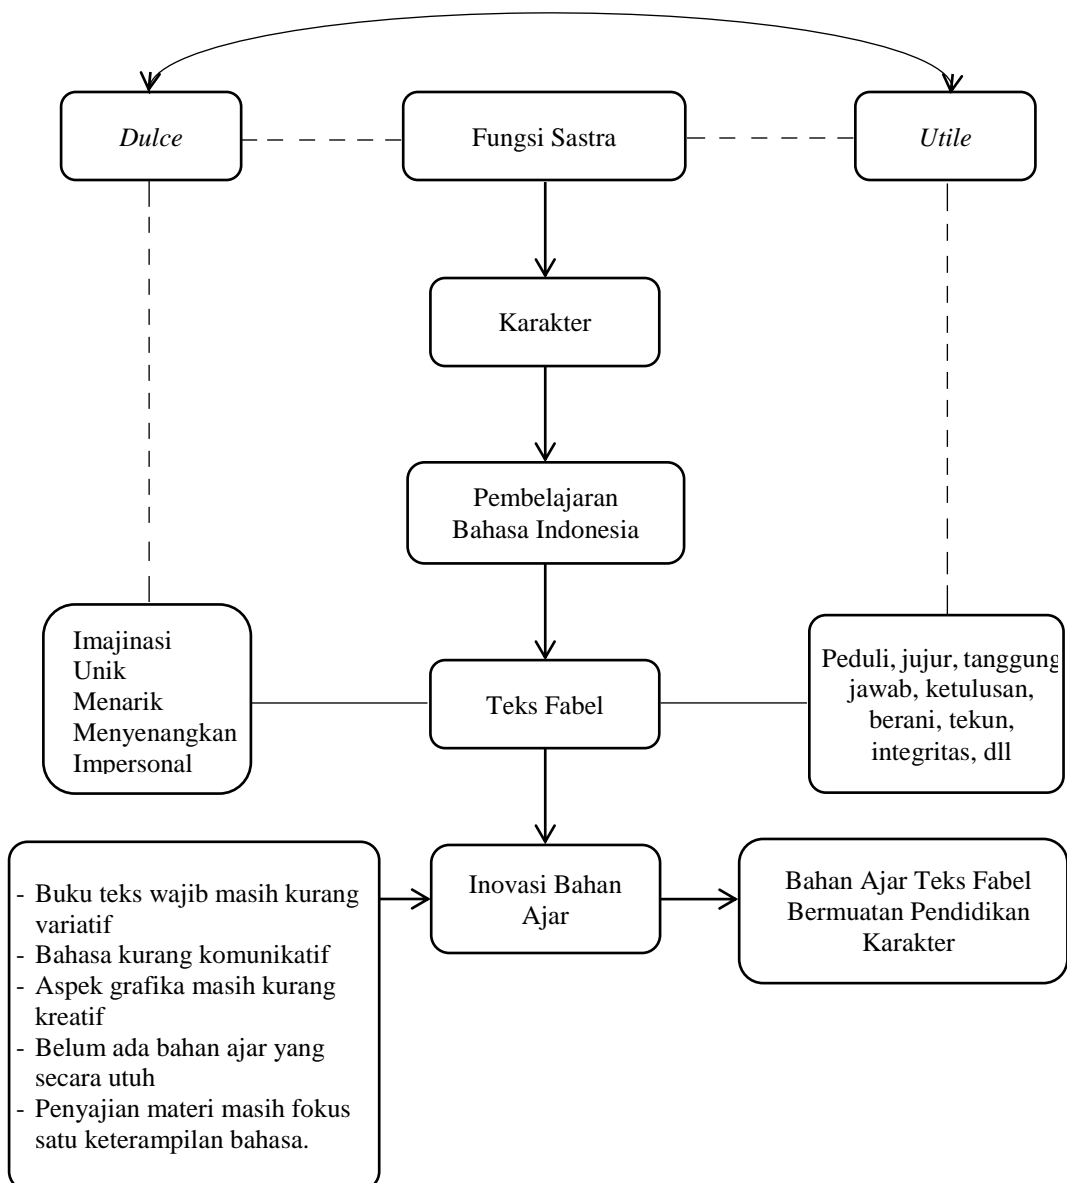 Dulce
Fungsi Sastra
Utile
Karakter
Pembelajaran
Bahasa Indonesia
Imajinasi
Unik
Menarik
Menyenangkan
Impersonal
Teks Fabel
Peduli, jujur, tanggung
jawab, ketulusan,
berani, tekun,
integritas, dll
- Buku teks wajib masih kurang
variatif
- Bahasa kurang komunikatif
- Aspek grafika masih kurang
kreatif
- Belum ada bahan ajar yang
secara utuh
- Penyajian materi masih fokus
satu keterampilan bahasa.
Inovasi Bahan
Ajar
Bahan Ajar Teks Fabel
Bermuatan Pendidikan
Karakter